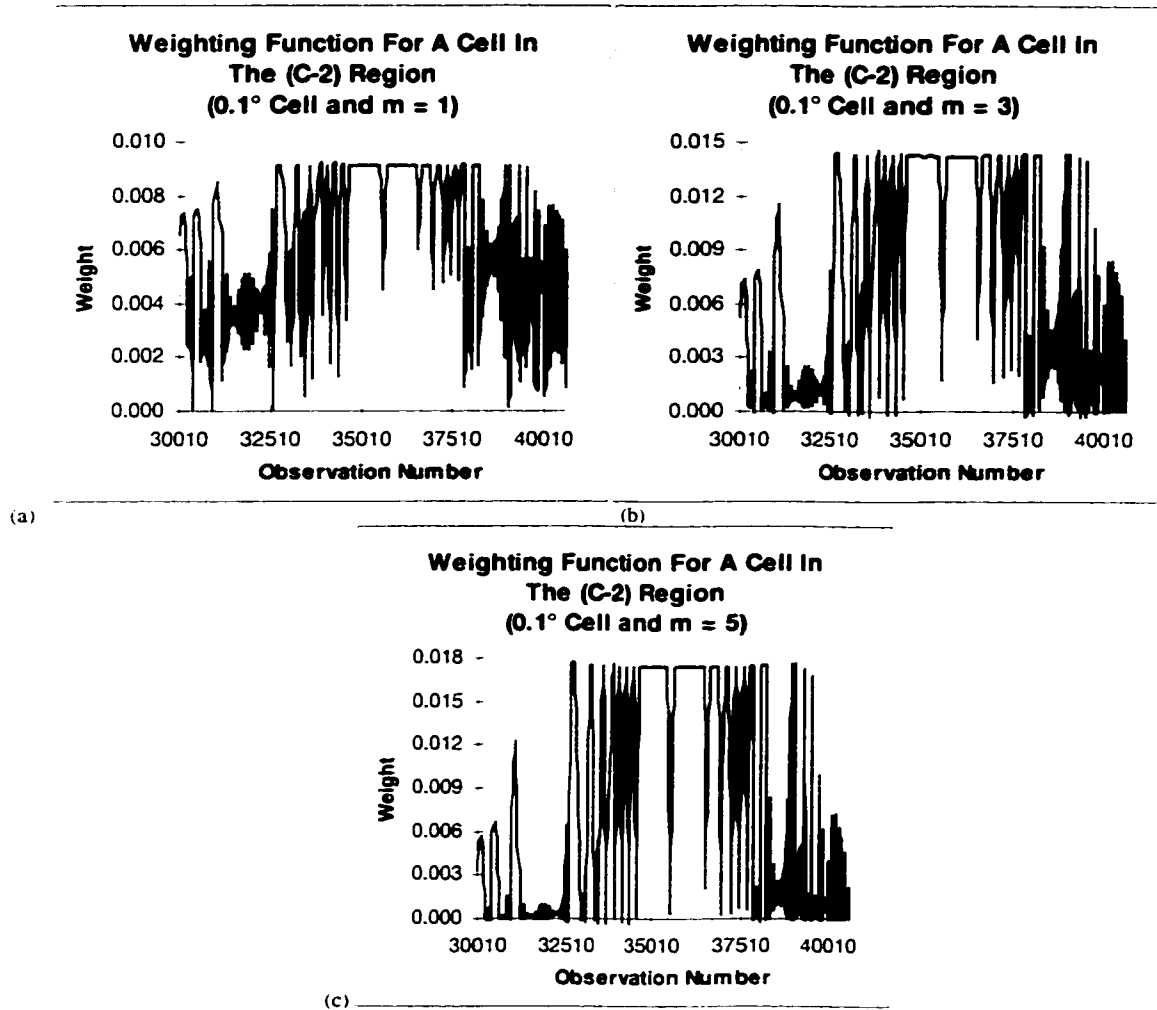 Weighting Function For A Cell In
The (C-2) Region
(0.1° Cell and m = 1)
0.010
0.008
0.006
0.004
0.002
0.000
Weight
30010 32510 35010 37510 40010
Observation Number
(a)
Weighting Function For A Cell In
The (C-2) Region
(0.1° Cell and m = 3)
0.015
0.012
0.009
0.006
0.003
0.000
Weight
30010 32510 35010 37510 40010
Observation Number
(b)
Weighting Function For A Cell In
The (C-2) Region
(0.1° Cell and m = 5)
0.018
0.015
0.012
0.009
0.006
0.003
0.000
Weight
30010 32510 35010 37510 40010
Observation Number
(c)